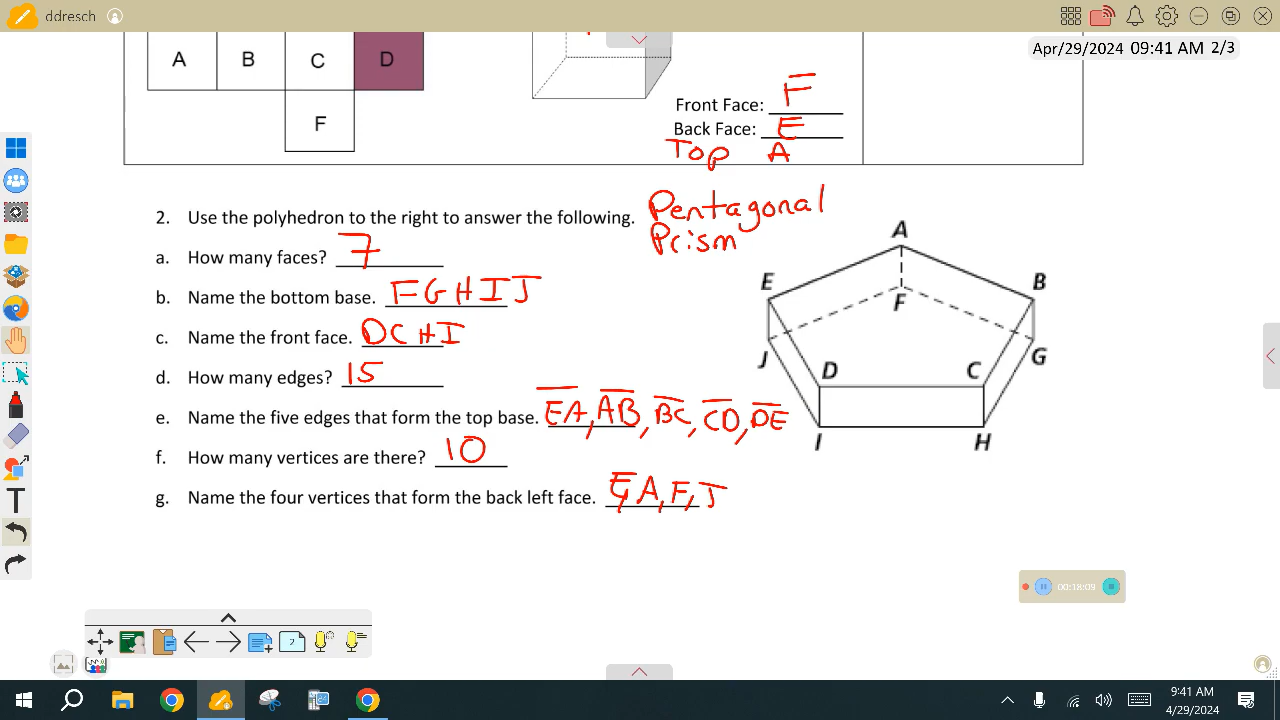 ddresch
Apr/29/2024 09:41 AM 2/3
A B C D
F
Front Face: F
Back Face: E
Top A
2. Use the polyhedron to the right to answer the following. Pentagonal Prism
a. How many faces? 7
b. Name the bottom base. FGHIJ
c. Name the front face. DCHI
d. How many edges? 15
e. Name the five edges that form the top base. EA, AB, BC, CD, DE
f. How many vertices are there? 10
g. Name the four vertices that form the back left face. E, A, F, J
A
E
B
F
J
G
D
C
I
H
00:18:09
2
9:41 AM
4/29/2024